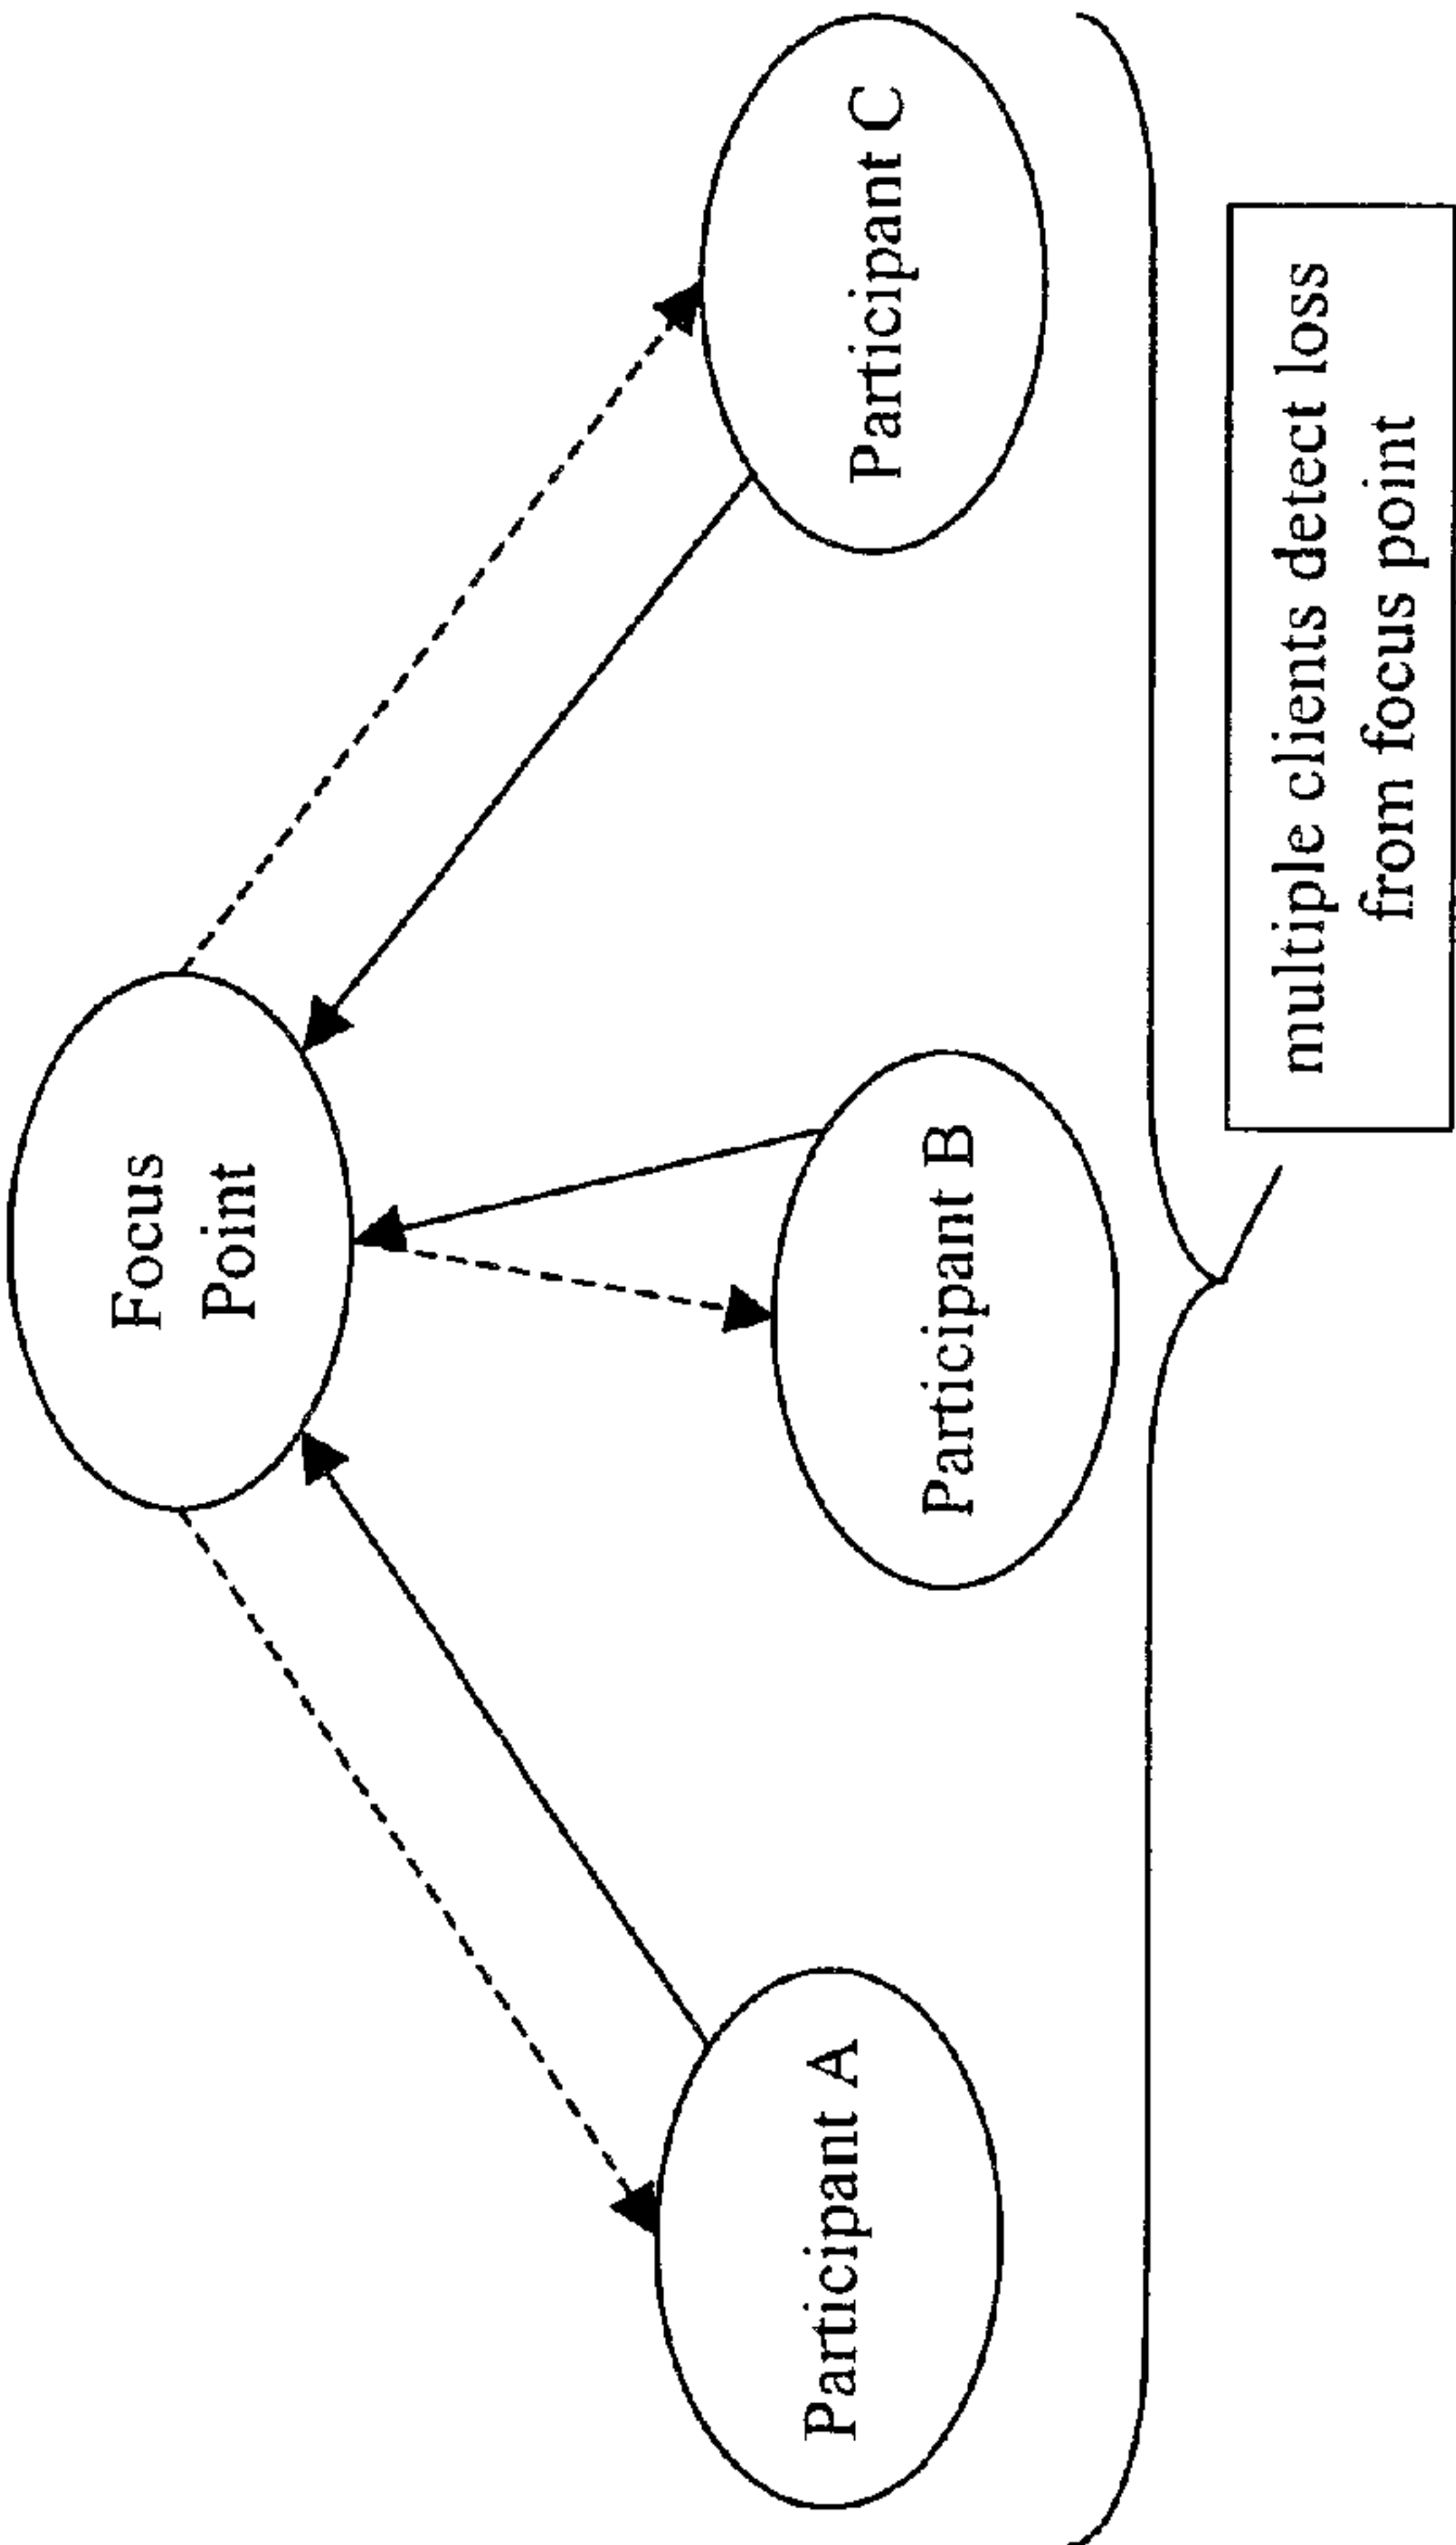 Focus
Point
Participant A
Participant B
Participant C
multiple clients detect loss
from focus point